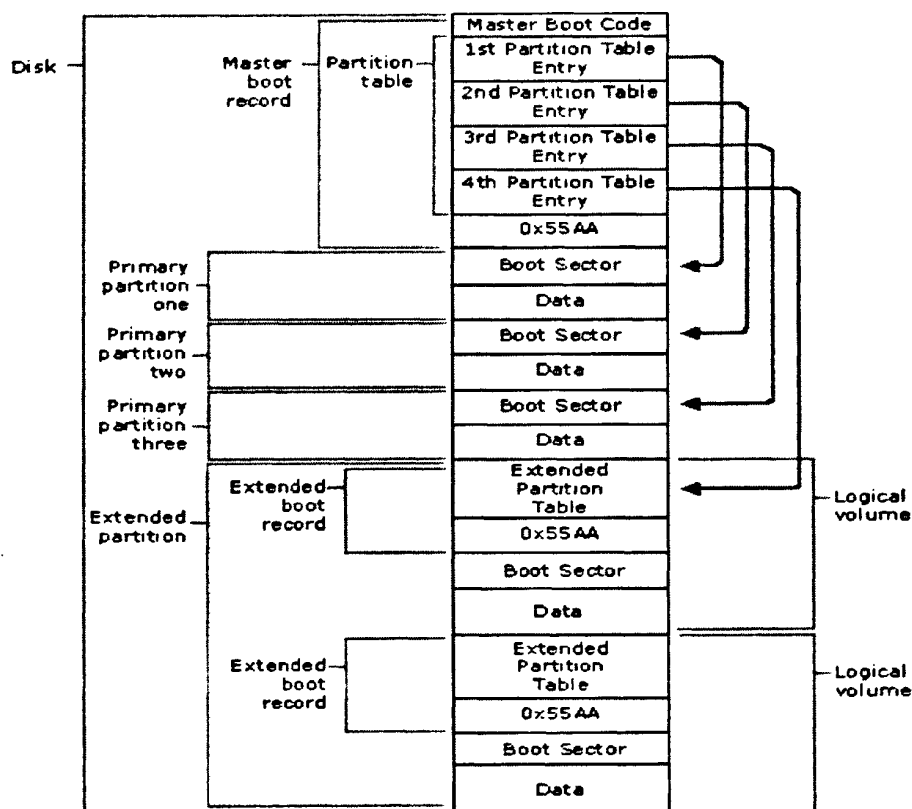 Disk
Master
boot
record
Partition
table
Master Boot Code
1st Partition Table
Entry
2nd Partition Table
Entry
3rd Partition Table
Entry
4th Partition Table
Entry
0x55AA
Primary
partition
one
Boot Sector
Data
Primary
partition
two
Boot Sector
Data
Primary
partition
three
Boot Sector
Data
Extended
partition
Extended
boot
record
Extended
Partition
Table
0x55AA
Boot Sector
Data
Logical
volume
Extended
boot
record
Extended
Partition
Table
0x55AA
Boot Sector
Data
Logical
volume